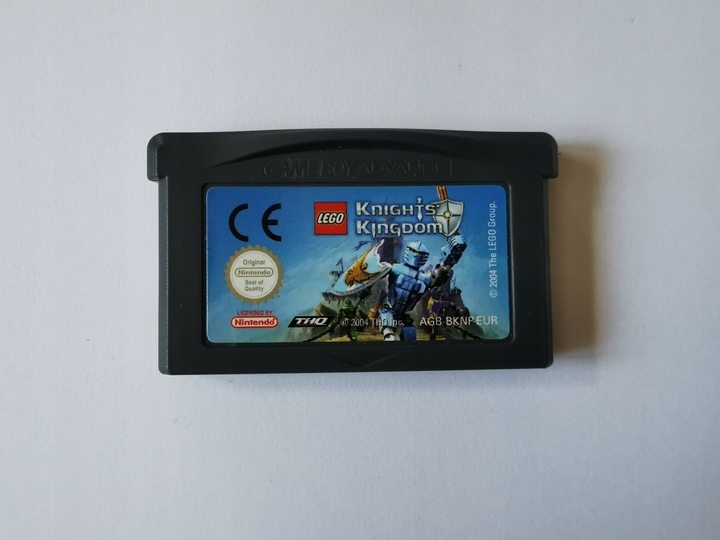 GAME BOY ADVANCE
CE
LEGO
KNIGHTS'
KINGDOM
Original
Nintendo
Seal of
Quality
LICENSED BY
Nintendo
THQ
© 2004 THQ Inc.
AGB-BKNP-EUR
© 2004 The LEGO Group.